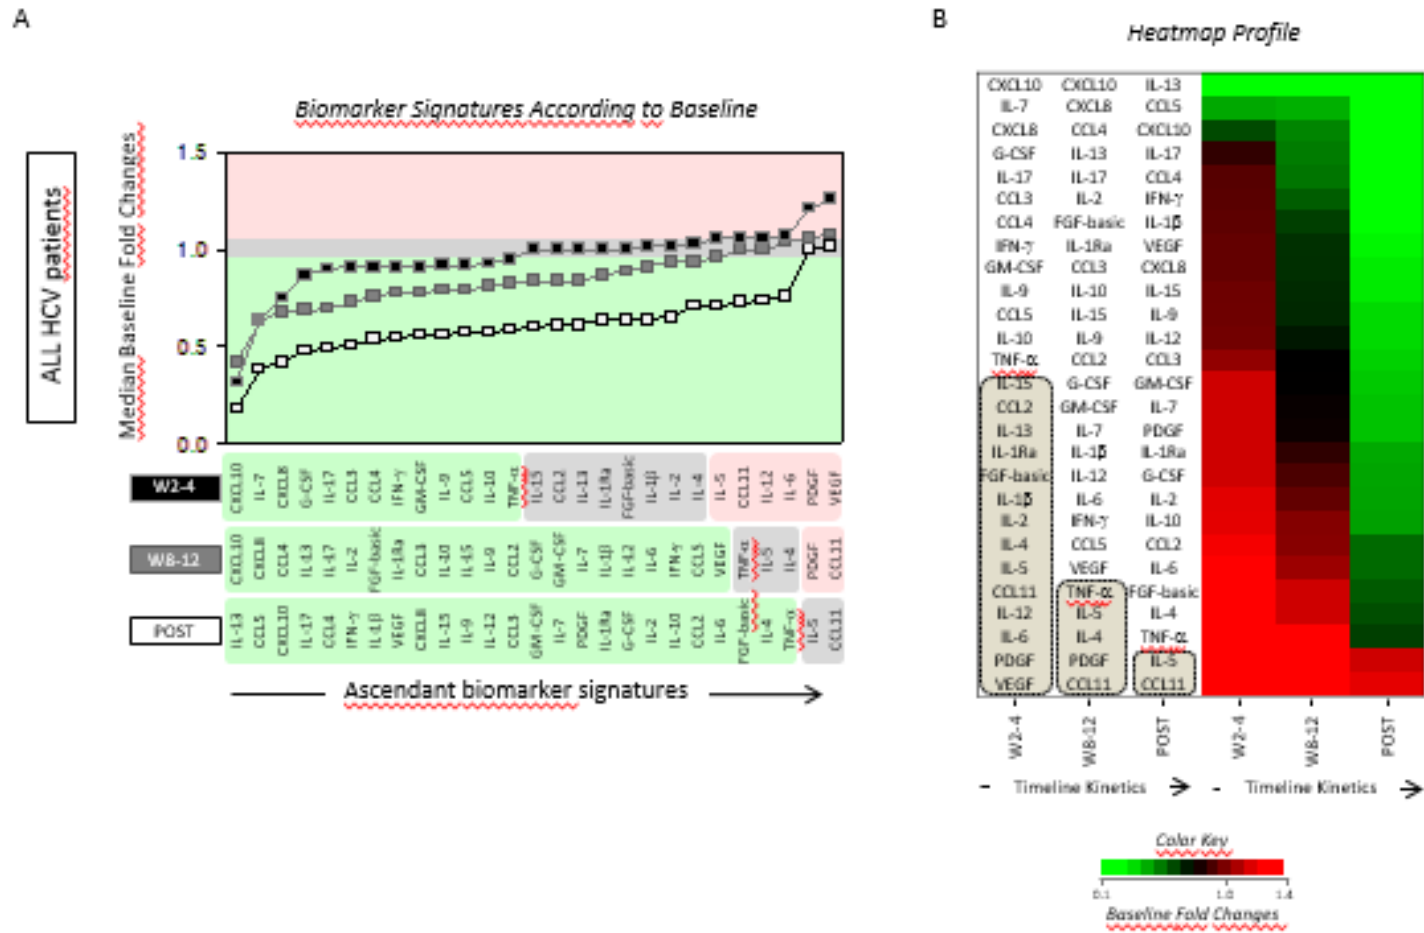 A
Biomarker Signatures According to Baseline
ALL HCV patients
Median Baseline Fold Changes
1.5
1.0
0.5
0.0
W2-4
CXCL10 IL-7 CXCL8 G-CSF IL-17 CCL3 CCL4 IFN-γ GM-CSF IL-9 CCL5 IL-10 TNF-α IL-15 CCL2 IL-13 IL-1Ra FGF-basic IL-1β IL-2 IL-4 IL-5 CCL11 IL-12 IL-6 PDGF VEGF
W8-12
CXCL10 CXCL8 CCL4 IL-13 IL-17 IL-2 FGF-basic IL-1Ra CCL3 IL-10 IL-15 IL-9 CCL2 G-CSF GM-CSF IL-7 IL-1β IL-12 IL-6 IFN-γ CCL5 VEGF TNF-α IL-5 IL-4 PDGF CCL11
POST
IL-13 CCL5 CXCL10 IL-17 CCL4 IFN-γ IL-1β VEGF CXCL8 IL-15 IL-9 IL-12 CCL3 GM-CSF IL-7 PDGF IL-1Ra G-CSF IL-2 IL-10 CCL2 IL-6 FGF-basic IL-4 TNF-α IL-5 CCL11
Ascendant biomarker signatures
B
Heatmap Profile
CXCL10 CXCL10 IL-13
IL-7 CXCL8 CCL5
CXCL8 CCL4 CXCL10
G-CSF IL-13 IL-17
IL-17 IL-17 CCL4
CCL3 IL-2 IFN-γ
CCL4 FGF-basic IL-1β
IFN-γ IL-1Ra VEGF
GM-CSF CCL3 CXCL8
IL-9 IL-10 IL-15
CCL5 IL-15 IL-9
IL-10 IL-9 IL-12
TNF-α CCL2 CCL3
IL-15 G-CSF GM-CSF
CCL2 GM-CSF IL-7
IL-13 IL-7 PDGF
IL-1Ra IL-1β IL-1Ra
FGF-basic IL-12 G-CSF
IL-1β IL-6 IL-2
IL-2 IFN-γ IL-10
IL-4 CCL5 CCL2
IL-5 VEGF IL-6
CCL11 TNF-α FGF-basic
IL-12 IL-5 IL-4
IL-6 IL-4 TNF-α
PDGF PDGF IL-5
VEGF CCL11 CCL11
W2-4 W8-12 POST W2-4 W8-12 POST
- Timeline Kinetics - Timeline Kinetics
Color Key
0.1 1.0 1.4
Baseline Fold Changes